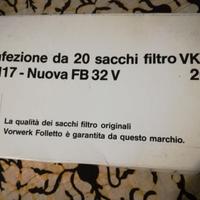 nfezione da 20 sacchi filtro VK
117 - Nuova FB 32 V 2
La qualità dei sacchi filtro originali
Vorwerk Folletto è garantita da questo marchio.